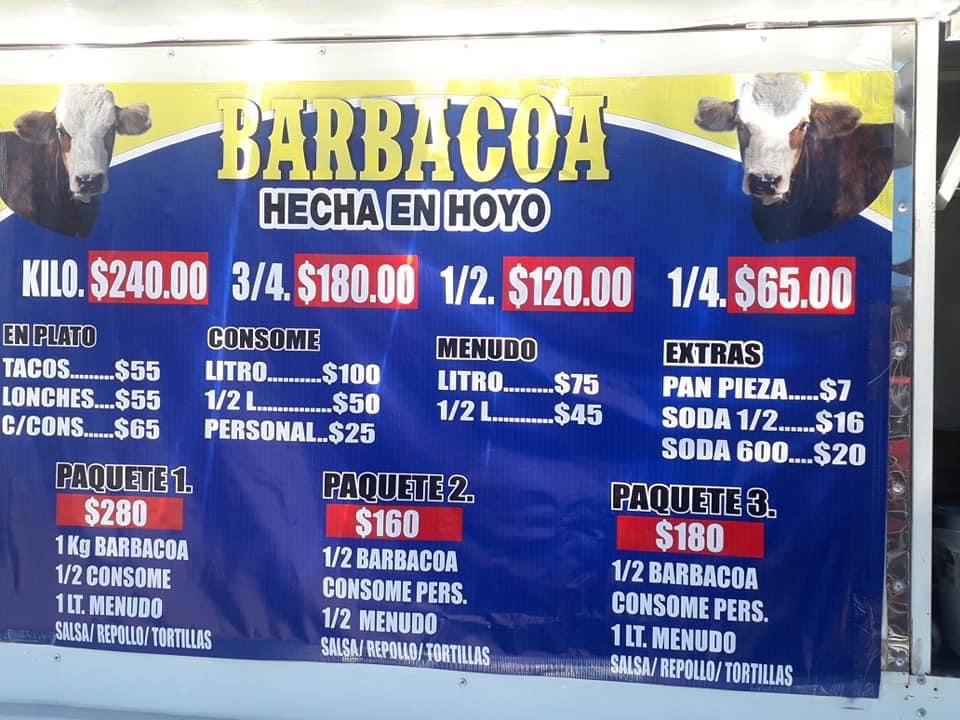 BARBACOA
HECHA EN HOYO
KILO. $240.00 3/4. $180.00 1/2. $120.00 1/4. $65.00
EN PLATO
TACOS........$55
LONCHES....$55
C/CONS......$65
CONSOME
LITRO.........$100
1/2 L.............$50
PERSONAL..$25
MENUDO
LITRO........$75
1/2 L.........$45
EXTRAS
PAN PIEZA.....$7
SODA 1/2......$16
SODA 600....$20
PAQUETE 1.
$280
1 Kg BARBACOA
1/2 CONSOME
1 LT. MENUDO
SALSA/ REPOLLO/ TORTILLAS
PAQUETE 2.
$160
1/2 BARBACOA
CONSOME PERS.
1/2 MENUDO
SALSA/ REPOLLO/ TORTILLAS
PAQUETE 3.
$180
1/2 BARBACOA
CONSOME PERS.
1 LT. MENUDO
SALSA/ REPOLLO/ TORTILLAS